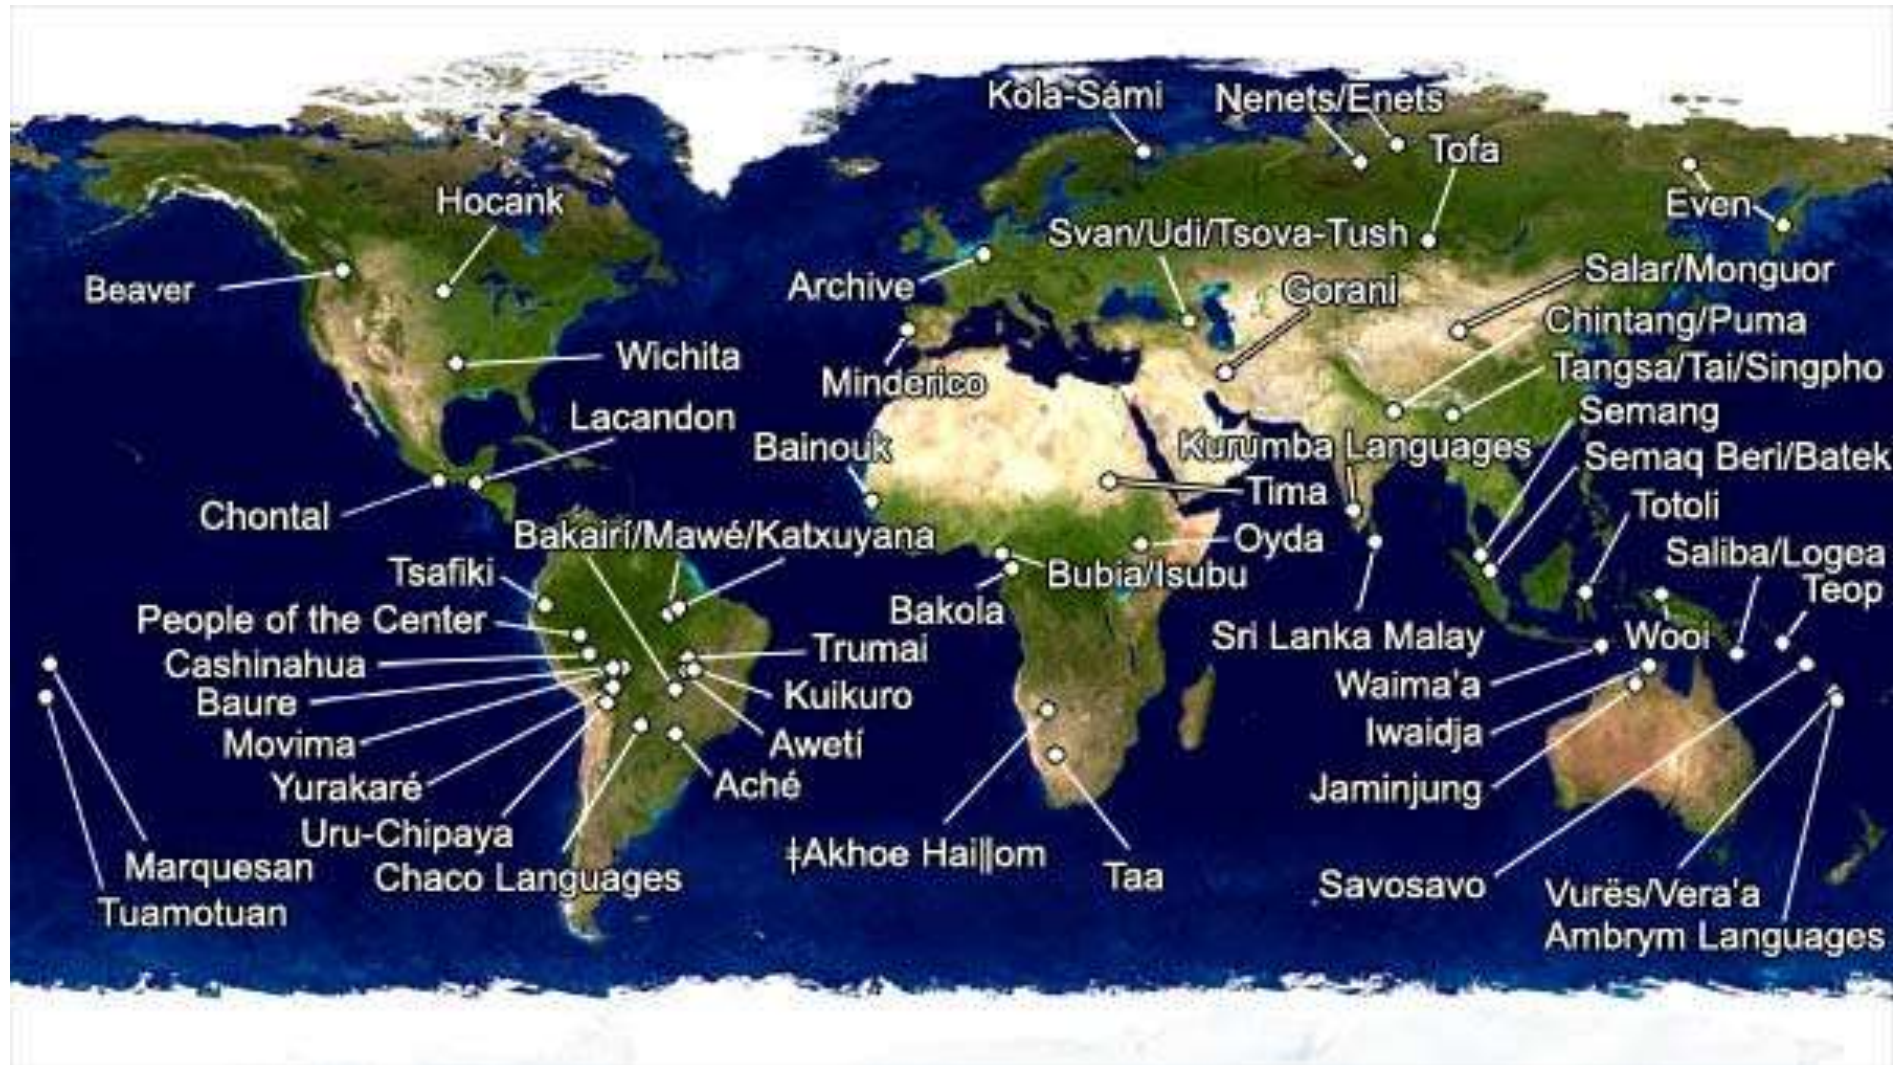 Kola-Sámi
Nenets/Enets
Tofa
Hocank
Even
Svan/Udi/Tsova-Tush
Beaver
Archive
Salar/Monguor
Gorani
Chintang/Puma
Wichita
Minderico
Tangsa/Tai/Singpho
Lacandon
Semang
Bainouk
Kurumba Languages
Semaq Beri/Batek
Chontal
Tima
Totoli
Bakairí/Mawé/Katxuyana
Oyda
Saliba/Logea
Tsafiki
Bubia/Isubu
Teop
Bakola
People of the Center
Sri Lanka Malay
Wooi
Trumai
Cashinahua
Waima'a
Baure
Kuikuro
Iwaidja
Movima
Awetí
Yurakaré
Aché
Jaminjung
Uru-Chipaya
Marquesan
ǂAkhoe Haiǁom
Chaco Languages
Taa
Savosavo
Vurës/Vera'a
Tuamotuan
Ambrym Languages